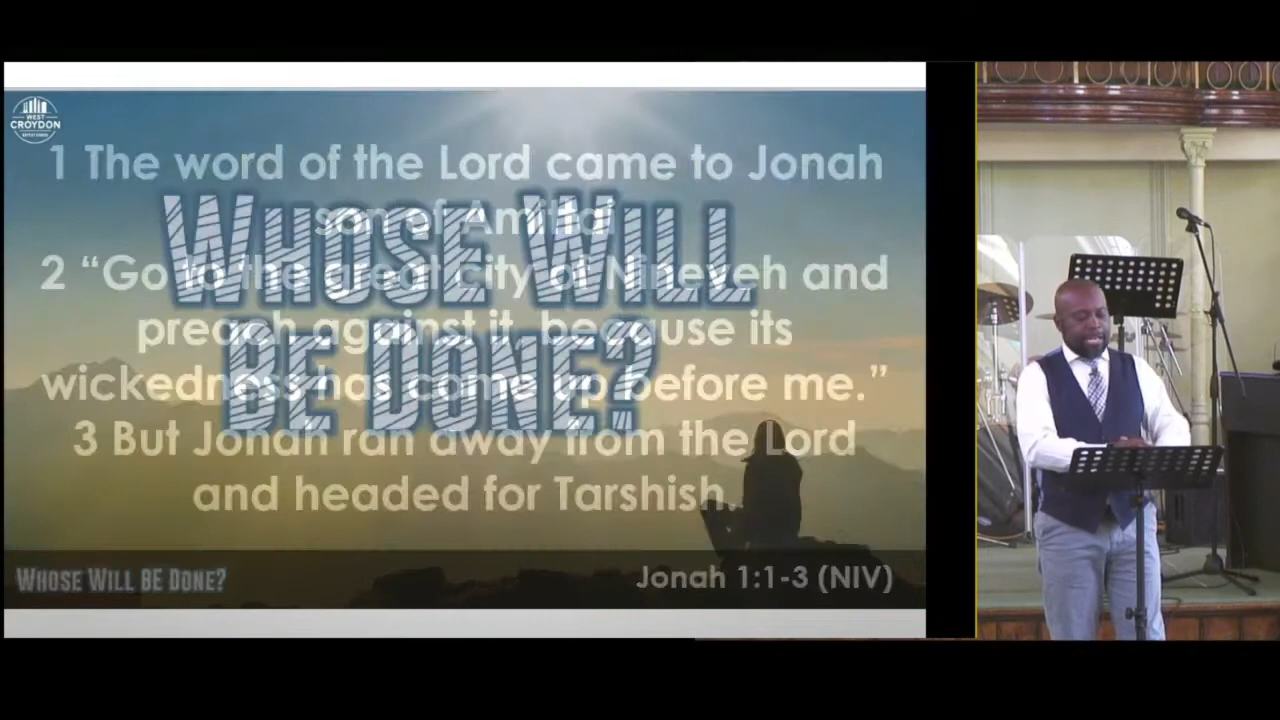 WEST
CROYDON
BAPTIST CHURCH
1 The word of the Lord came to Jonah
son of Amittai
WHOSE WILL
2 “Go to the great city of Nineveh and
preach against it, because its
BE DONE?
wickedness has come up before me.”
3 But Jonah ran away from the Lord
and headed for Tarshish.
WHOSE WILL BE DONE?
Jonah 1:1-3 (NIV)